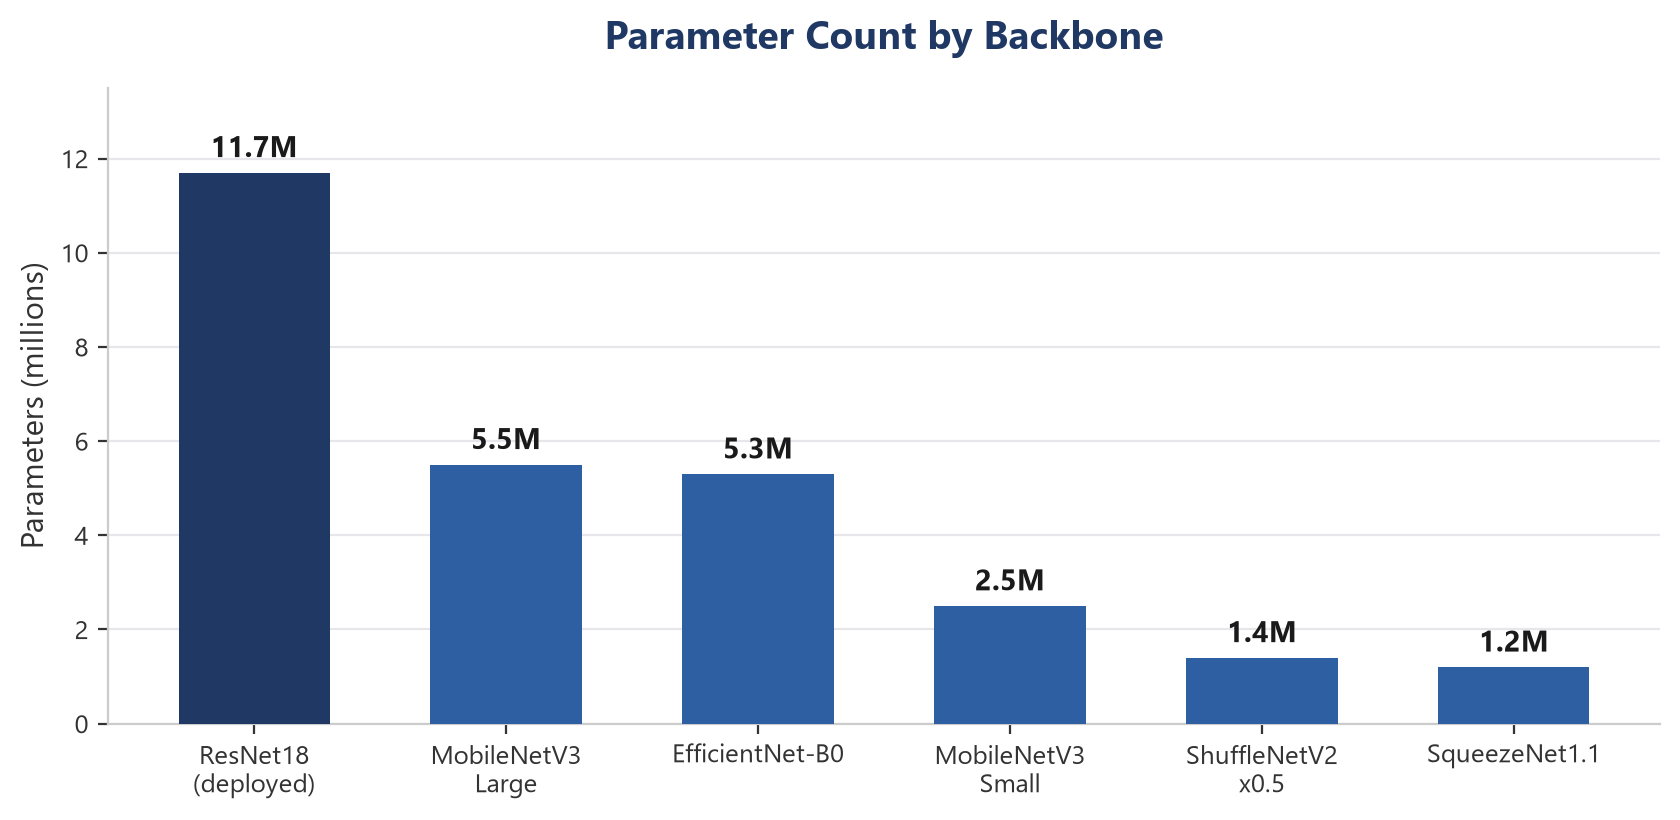 Parameter Count by Backbone
Parameters (millions)
12
10
8
6
4
2
0
11.7M
5.5M
5.3M
2.5M
1.4M
1.2M
ResNet18
(deployed)
MobileNetV3
Large
EfficientNet-B0
MobileNetV3
Small
ShuffleNetV2
x0.5
SqueezeNet1.1